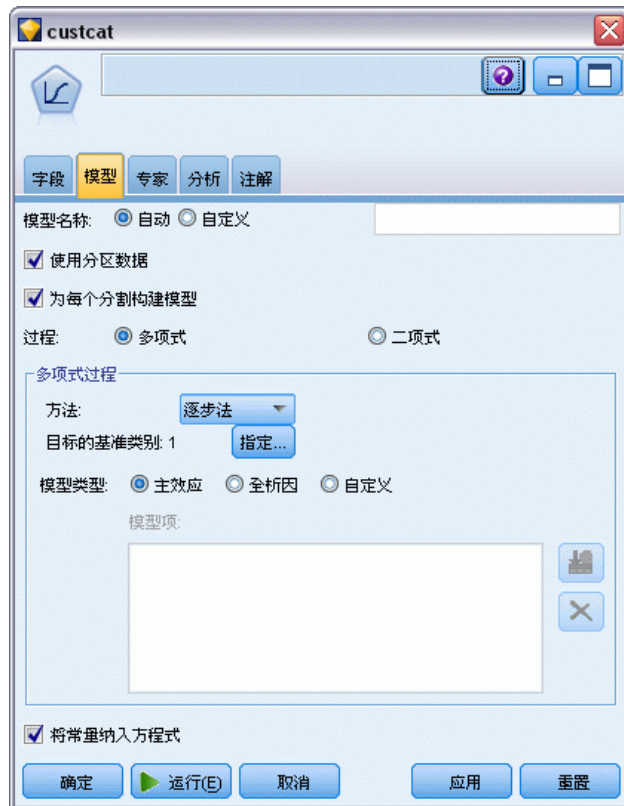 custcat
字段 模型 专家 分析 注解
模型名称: 自动 自定义
使用分区数据
为每个分割构建模型
过程: 多项式 二项式
多项式过程
方法: 逐步法
目标的基准类别: 1 指定...
模型类型: 主效应 全析因 自定义
模型项:
将常量纳入方程式
确定 运行(E) 取消 应用 重置